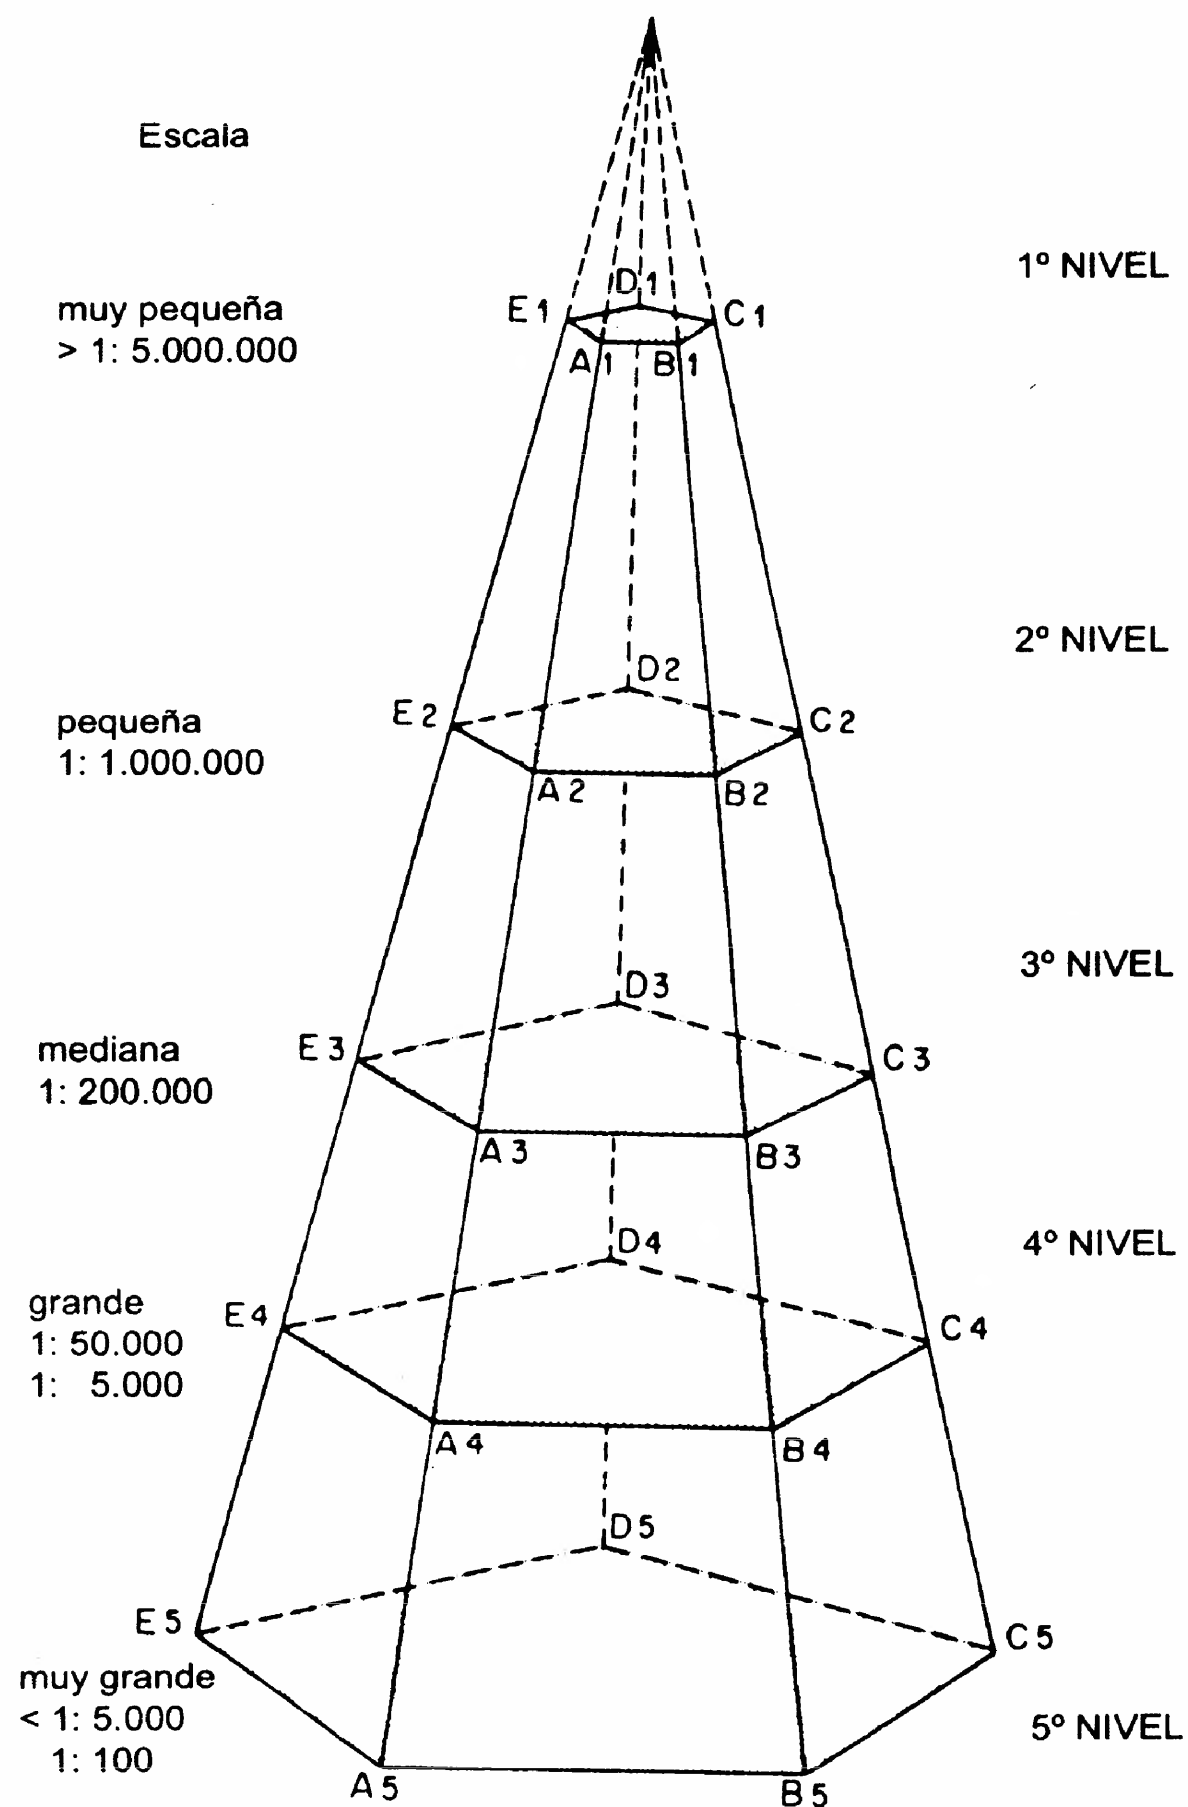 Escala
1º NIVEL
D1
E1
C1
muy pequeña
> 1: 5.000.000
A1
B1
2º NIVEL
D2
E2
C2
pequeña
1: 1.000.000
A2
B2
3º NIVEL
D3
E3
C3
mediana
1: 200.000
A3
B3
4º NIVEL
D4
grande
E4
C4
1: 50.000
1: 5.000
A4
B4
D5
E5
C5
muy grande
< 1: 5.000
5º NIVEL
1: 100
A5
B5